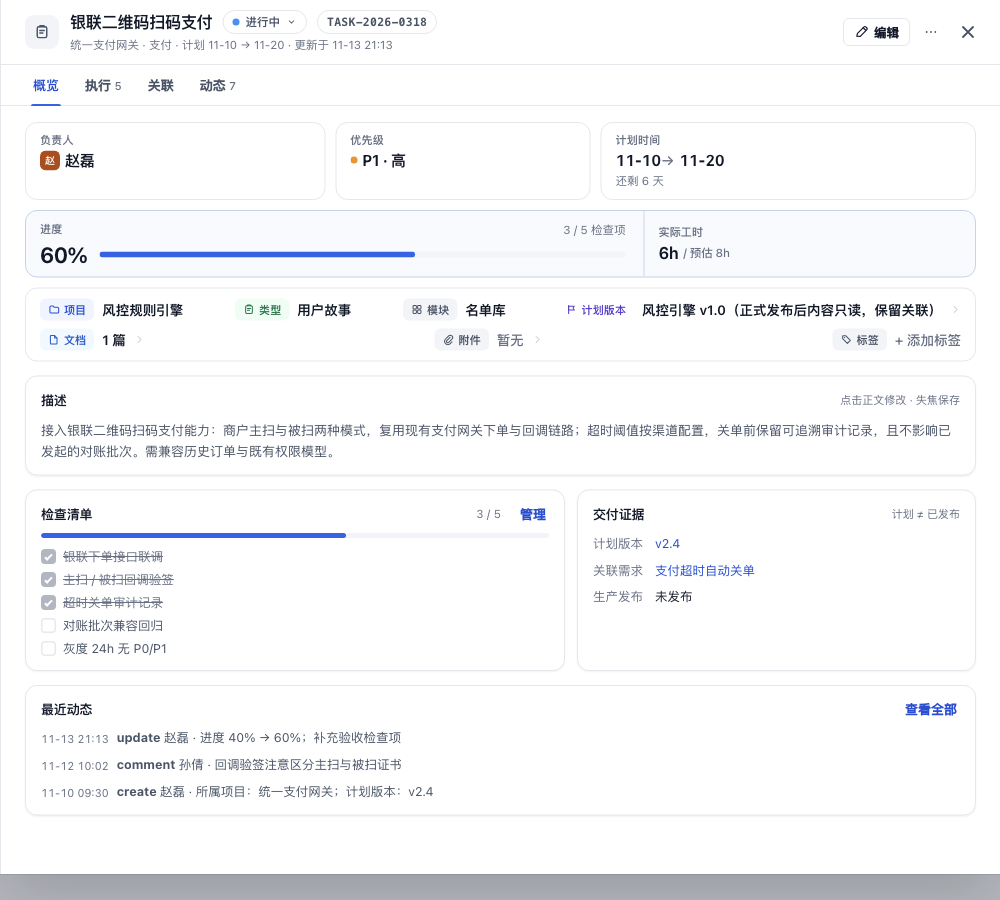 银联二维码扫码支付 进行中 TASK-2026-0318
统一支付网关 · 支付 · 计划 11-10 → 11-20 · 更新于 11-13 21:13
编辑 ···
概览 执行 5 关联 动态 7
负责人
赵 赵磊
优先级
P1 · 高
计划时间
11-10→ 11-20
还剩 6 天
进度 3 / 5 检查项
60%
实际工时
6h / 预估 8h
项目 风控规则引擎 类型 用户故事 模块 名单库 计划版本 风控引擎 v1.0（正式发布后内容只读，保留关联）
文档 1 篇 附件 暂无 标签 + 添加标签
描述 点击正文修改 · 失焦保存
接入银联二维码扫码支付能力：商户主扫与被扫两种模式，复用现有支付网关下单与回调链路；超时阈值按渠道配置，关单前保留可追溯审计记录，且不影响已
发起的对账批次。需兼容历史订单与既有权限模型。
检查清单 3 / 5 管理
银联下单接口联调
主扫 / 被扫回调验签
超时关单审计记录
对账批次兼容回归
灰度 24h 无 P0/P1
交付证据 计划 ≠ 已发布
计划版本 v2.4
关联需求 支付超时自动关单
生产发布 未发布
最近动态 查看全部
11-13 21:13 update 赵磊 · 进度 40% → 60%；补充验收检查项
11-12 10:02 comment 孙倩 · 回调验签注意区分主扫与被扫证书
11-10 09:30 create 赵磊 · 所属项目：统一支付网关；计划版本：v2.4